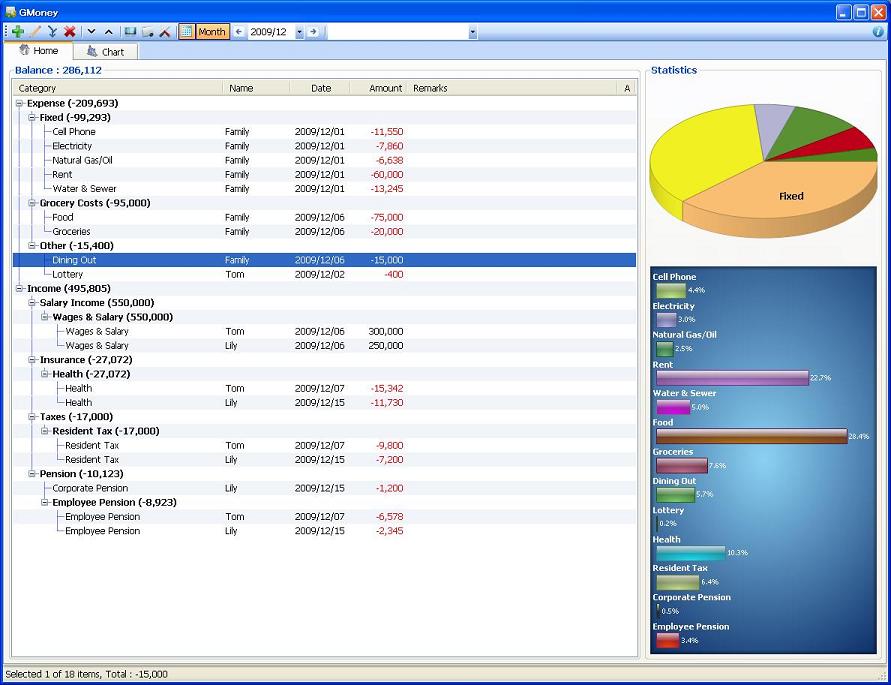 GMoney
Month 2009/12
Home Chart
Balance : 286,112
Category Name Date Amount Remarks A
Expense (-209,693)
Fixed (-99,293)
Cell Phone Family 2009/12/01 -11,550
Electricity Family 2009/12/01 -7,860
Natural Gas/Oil Family 2009/12/01 -6,638
Rent Family 2009/12/01 -60,000
Water & Sewer Family 2009/12/01 -13,245
Grocery Costs (-95,000)
Food Family 2009/12/06 -75,000
Groceries Family 2009/12/06 -20,000
Other (-15,400)
Dining Out Family 2009/12/06 -15,000
Lottery Tom 2009/12/02 -400
Income (495,805)
Salary Income (550,000)
Wages & Salary (550,000)
Wages & Salary Tom 2009/12/06 300,000
Wages & Salary Lily 2009/12/06 250,000
Insurance (-27,072)
Health (-27,072)
Health Tom 2009/12/07 -15,342
Health Lily 2009/12/15 -11,730
Taxes (-17,000)
Resident Tax (-17,000)
Resident Tax Tom 2009/12/07 -9,800
Resident Tax Lily 2009/12/15 -7,200
Pension (-10,123)
Corporate Pension Lily 2009/12/15 -1,200
Employee Pension (-8,923)
Employee Pension Tom 2009/12/07 -6,578
Employee Pension Lily 2009/12/15 -2,345
Statistics
Fixed
Cell Phone
4.4%
Electricity
3.0%
Natural Gas/Oil
2.5%
Rent
22.7%
Water & Sewer
5.0%
Food
28.4%
Groceries
7.6%
Dining Out
5.7%
Lottery
0.2%
Health
10.3%
Resident Tax
6.4%
Corporate Pension
0.5%
Employee Pension
3.4%
Selected 1 of 18 items, Total : -15,000